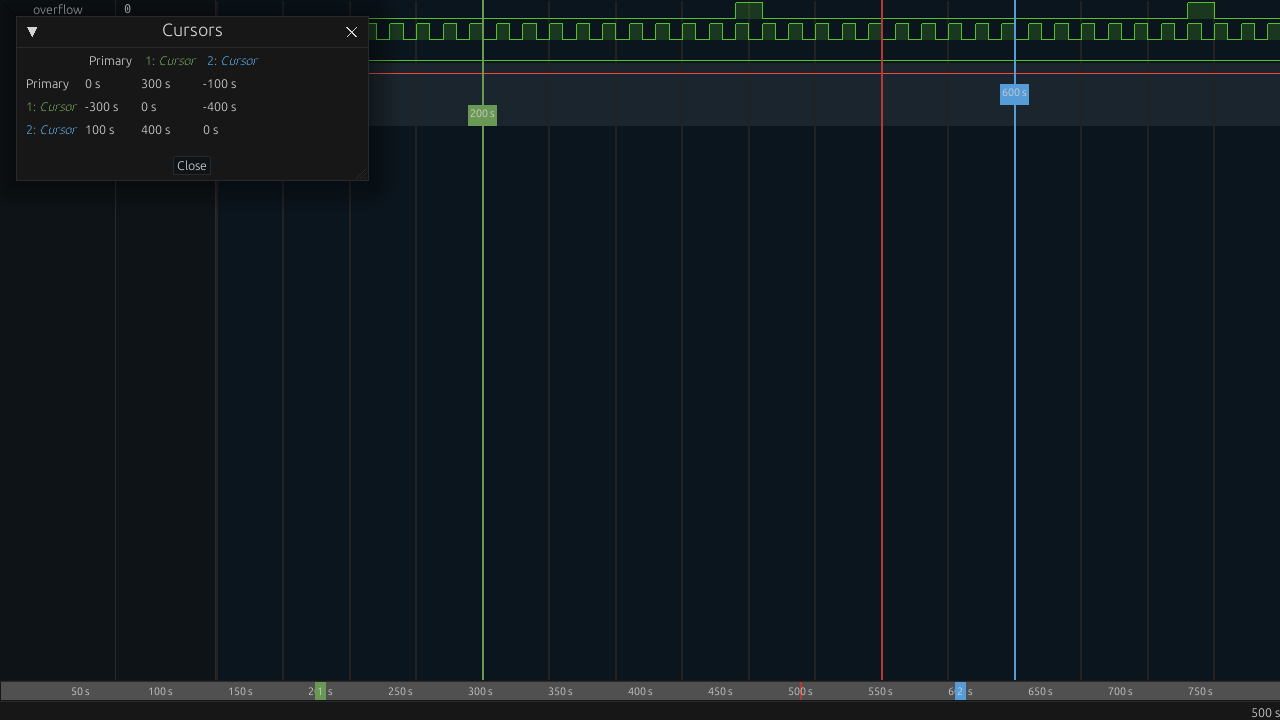 overflow 0
Cursors
Primary 1: Cursor 2: Cursor
Primary 0 s 300 s -100 s
1: Cursor -300 s 0 s -400 s
2: Cursor 100 s 400 s 0 s
Close
200 s
600 s
50 s 100 s 150 s 1 s 250 s 300 s 350 s 400 s 450 s 500 s 550 s 2 s 650 s 700 s 750 s
500 s